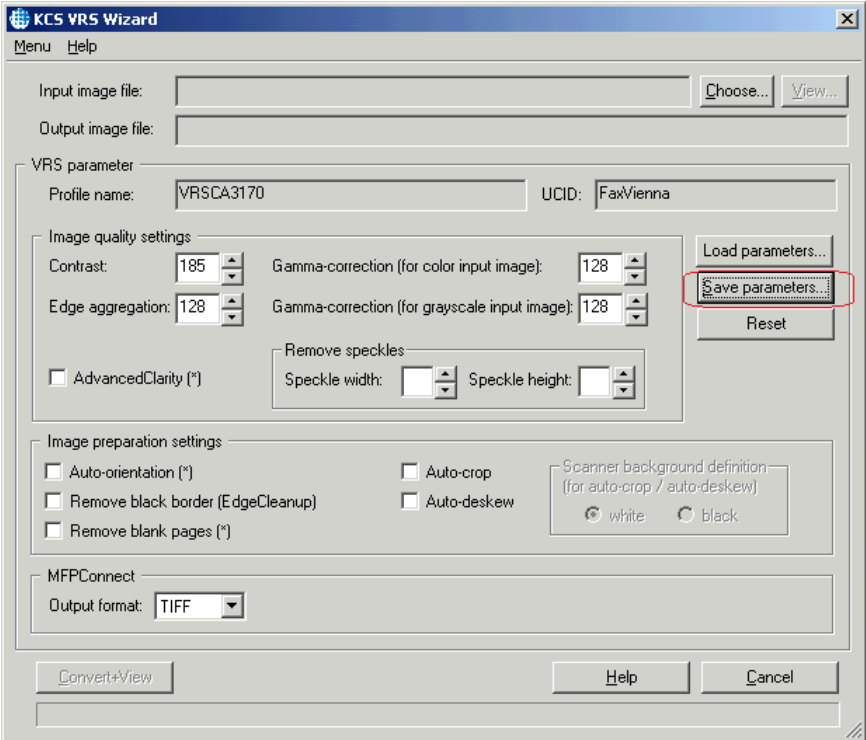 KCS VRS Wizard
Menu Help
Input image file: Choose... View...
Output image file:
VRS parameter
Profile name: VRSCA3170 UCID: FaxVienna
Image quality settings
Load parameters...
Contrast: 185 Gamma-correction (for color input image): 128
Save parameters...
Edge aggregation: 128 Gamma-correction (for grayscale input image): 128
Reset
Remove speckles
AdvancedClarity (*) Speckle width: Speckle height:
Image preparation settings
Auto-orientation (*) Auto-crop Scanner background definition
(for auto-crop / auto-deskew)
Remove black border (EdgeCleanup) Auto-deskew
white black
Remove blank pages (*)
MFPConnect
Output format: TIFF
Convert+View Help Cancel